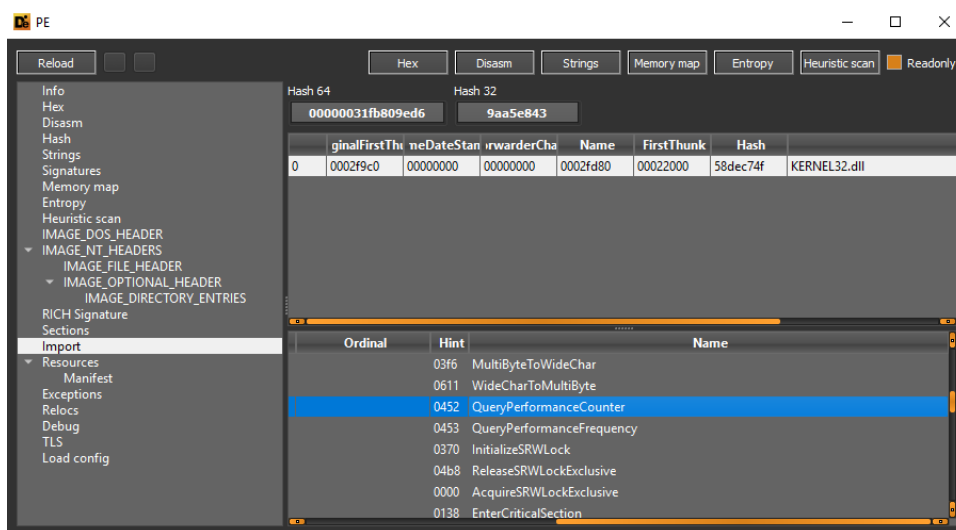 PE
Reload Hex Disasm Strings Memory map Entropy Heuristic scan Readonly
Info
Hex
Disasm
Hash
Strings
Signatures
Memory map
Entropy
Heuristic scan
IMAGE_DOS_HEADER
IMAGE_NT_HEADERS
IMAGE_FILE_HEADER
IMAGE_OPTIONAL_HEADER
IMAGE_DIRECTORY_ENTRIES
RICH Signature
Sections
Import
Resources
Manifest
Exceptions
Relocs
Debug
TLS
Load config
Hash 64 Hash 32
00000031fb809ed6 9aa5e843
ginalFirstThu neDateStan orwarderCha Name FirstThunk Hash
0 0002f9c0 00000000 00000000 0002fd80 00022000 58dec74f KERNEL32.dll
Ordinal Hint Name
03f6 MultiByteToWideChar
0611 WideCharToMultiByte
0452 QueryPerformanceCounter
0453 QueryPerformanceFrequency
0370 InitializeSRWLock
04b8 ReleaseSRWLockExclusive
0000 AcquireSRWLockExclusive
0138 EnterCriticalSection